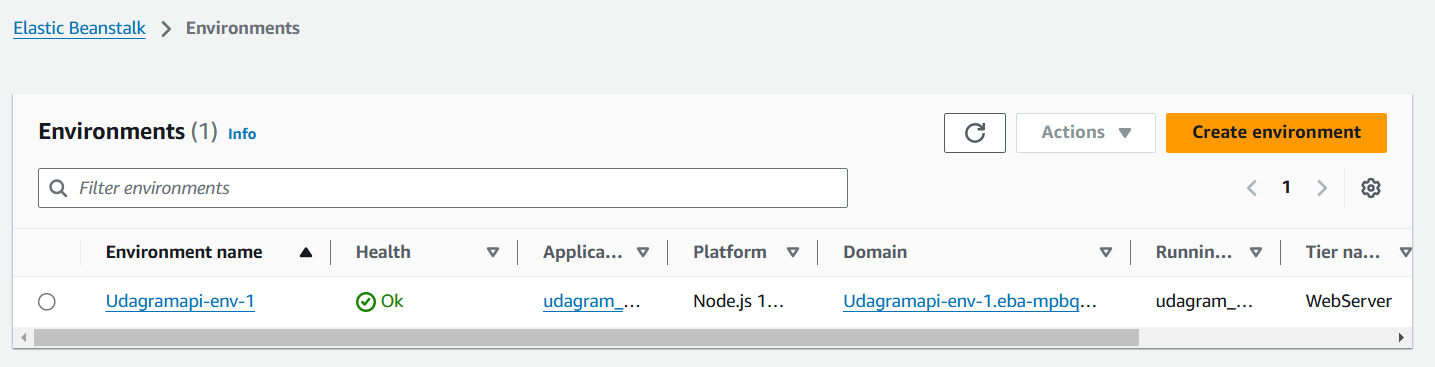 Elastic Beanstalk > Environments
Environments (1) Info
Actions
Create environment
Filter environments
1
Environment name Health Applica... Platform Domain Runnin... Tier na...
Udagramapi-env-1 Ok udagram_... Node.js 1... Udagramapi-env-1.eba-mpbq... udagram_... WebServer